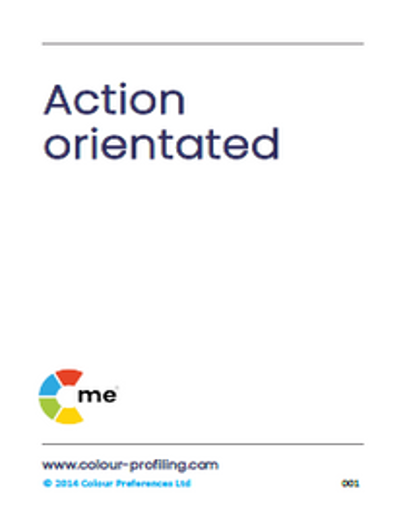 Action
orientated
me
www.colour-profiling.com
© 2014 Colour Preferences Ltd 001